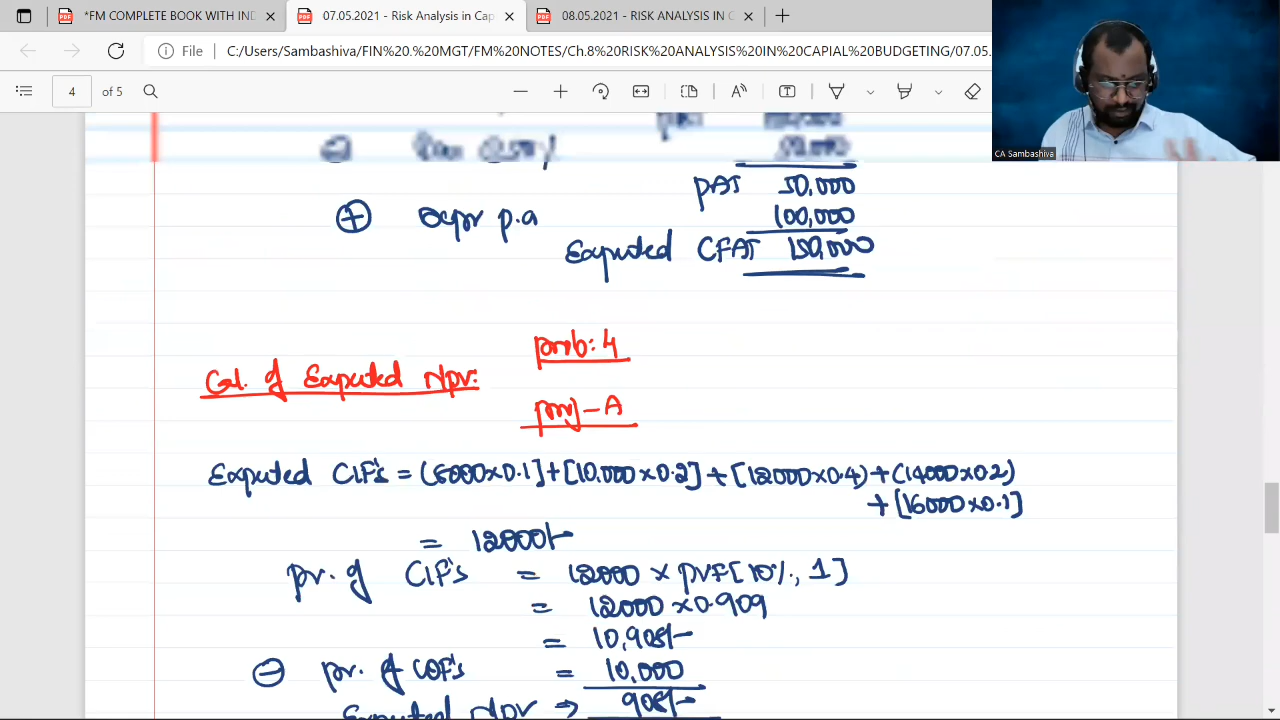 *FM COMPLETE BOOK WITH IND
07.05.2021 - Risk Analysis in Cap
08.05.2021 - RISK ANALYSIS IN C
File
C:/Users/Sambashiva/FIN%20.%20MGT/FM%20NOTES/Ch.8%20RISK%20ANALYSIS%20IN%20CAPIAL%20BUDGETING/07.05.
4 of 5
CA Sambashiva
PAT 50,000
p.a 100,000
Expected CFAT 150,000
prob: 4
Cal. of Expected Npv:
proj - A
Expected CIF's = (8000×0.1] + [10,000×0.2] + [12000×0.4) + (14000×0.2)
+ [16000×0.1]
= 12000/-
pv. of CIF's = 12000 × pvf [10%, 1]
= 12000 × 0.909
= 10,908/-
⊖ pv. of COF's = 10,000
Expected Npv → 908/-